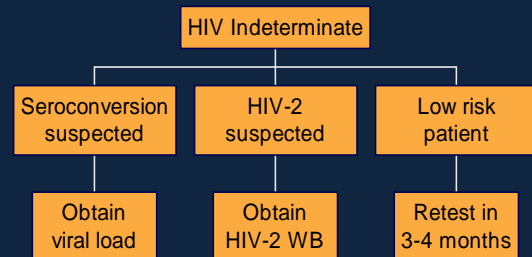 HIV Indeterminate
Seroconversion
suspected
HIV-2
suspected
Low risk
patient
Obtain
viral load
Obtain
HIV-2 WB
Retest in
3-4 months